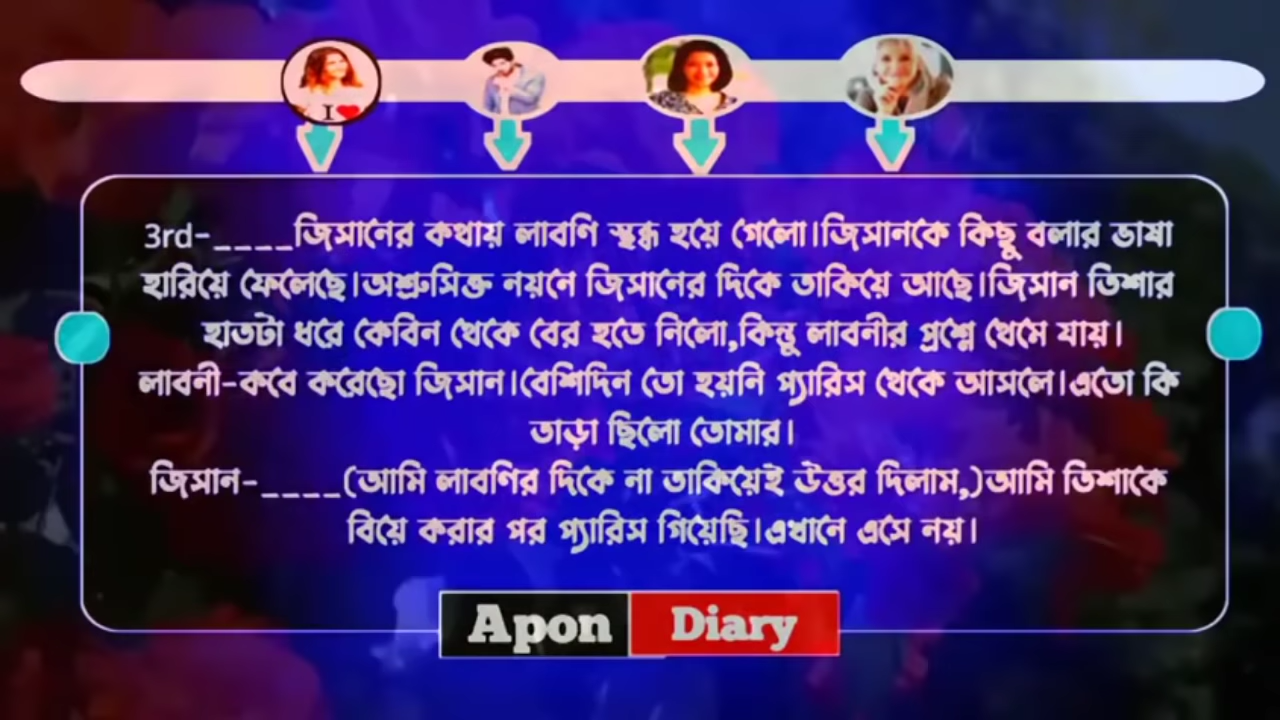 I
3rd-____জিসানের কথায় লাবণি স্থব্ধ হয়ে গেলো।জিসানকে কিছু বলার ভাষা
হারিয়ে ফেলেছে।অশ্রুসিক্ত নয়নে জিসানের দিকে তাকিয়ে আছে।জিসান তিশার
হাতটা ধরে কেবিন থেকে বের হতে নিলো,কিন্তু লাবনীর প্রশ্নে থেমে যায়।
লাবনী-কবে করেছো জিসান।বেশিদিন তো হয়নি প্যারিস থেকে আসলে।এতো কি
তাড়া ছিলো তোমার।
জিসান-____(আমি লাবণির দিকে না তাকিয়েই উত্তর দিলাম,)আমি তিশাকে
বিয়ে করার পর প্যারিস গিয়েছি।এখানে এসে নয়।
Apon Diary